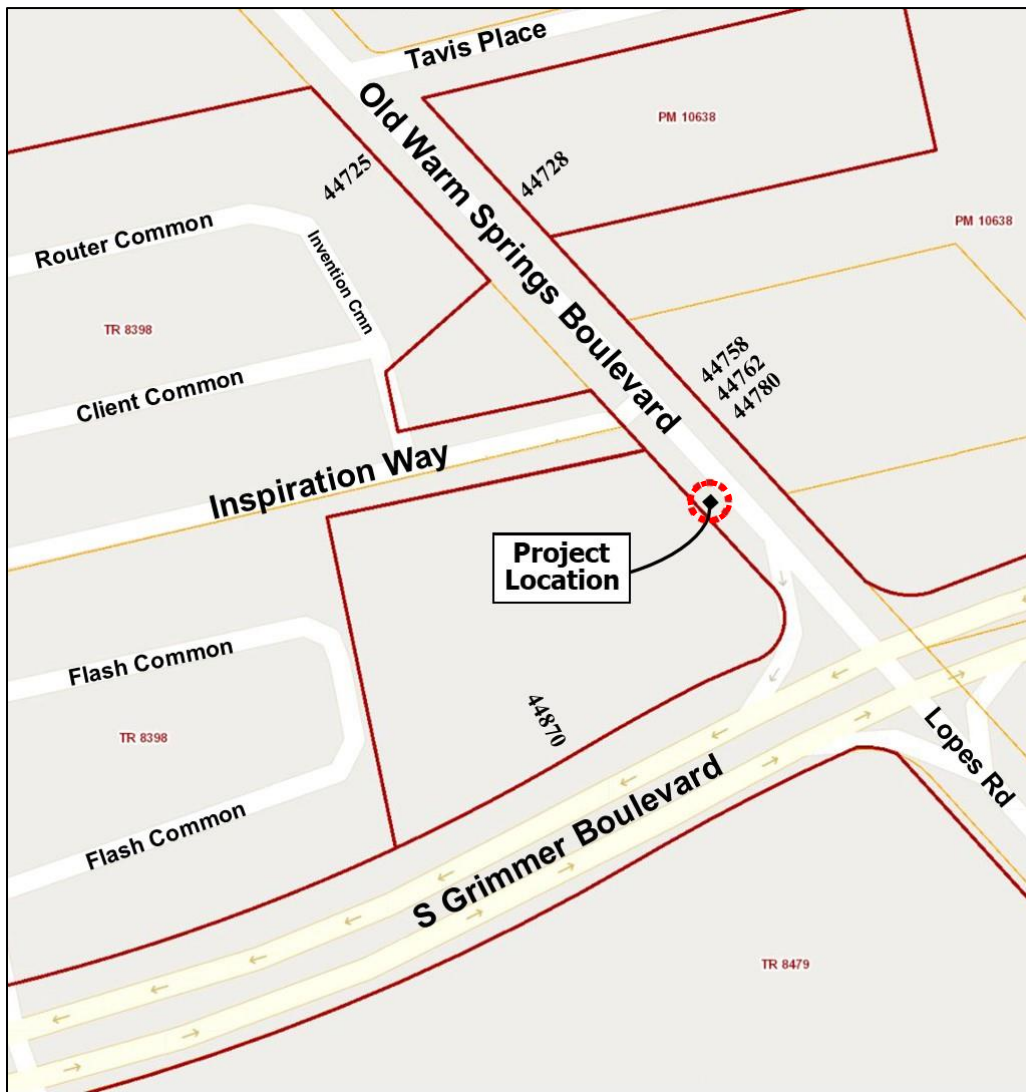 Tavis Place
Old Warm Springs Boulevard
PM 10638
44725
44728
Router Common
PM 10638
Invention Cmn
TR 8398
44758
44762
44780
Client Common
Inspiration Way
Project
Location
Flash Common
44870
TR 8398
Lopes Rd
S Grimmer Boulevard
Flash Common
TR 8479